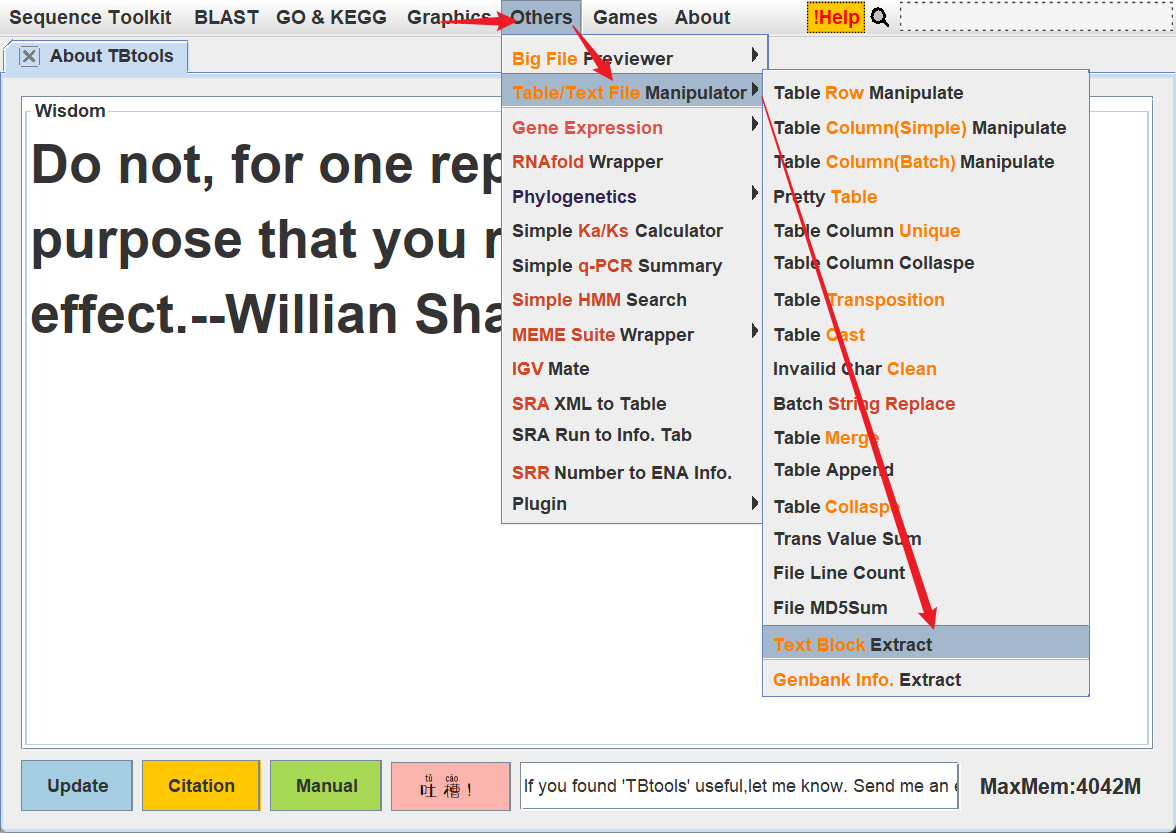 Sequence Toolkit BLAST GO & KEGG Graphics Others Games About !Help
About TBtools
Wisdom
Do not, for one rep
purpose that you r
effect.--Willian Sha
Big File Previewer
Table/Text File Manipulator
Gene Expression
RNAfold Wrapper
Phylogenetics
Simple Ka/Ks Calculator
Simple q-PCR Summary
Simple HMM Search
MEME Suite Wrapper
IGV Mate
SRA XML to Table
SRA Run to Info. Tab
SRR Number to ENA Info.
Plugin
Table Row Manipulate
Table Column(Simple) Manipulate
Table Column(Batch) Manipulate
Pretty Table
Table Column Unique
Table Column Collaspe
Table Transposition
Table Cast
Invailid Char Clean
Batch String Replace
Table Merge
Table Append
Table Collaspe
Trans Value Sum
File Line Count
File MD5Sum
Text Block Extract
Genbank Info. Extract
Update Citation Manual tǔ cáo 吐 槽 ! If you found 'TBtools' useful,let me know. Send me an e MaxMem:4042M